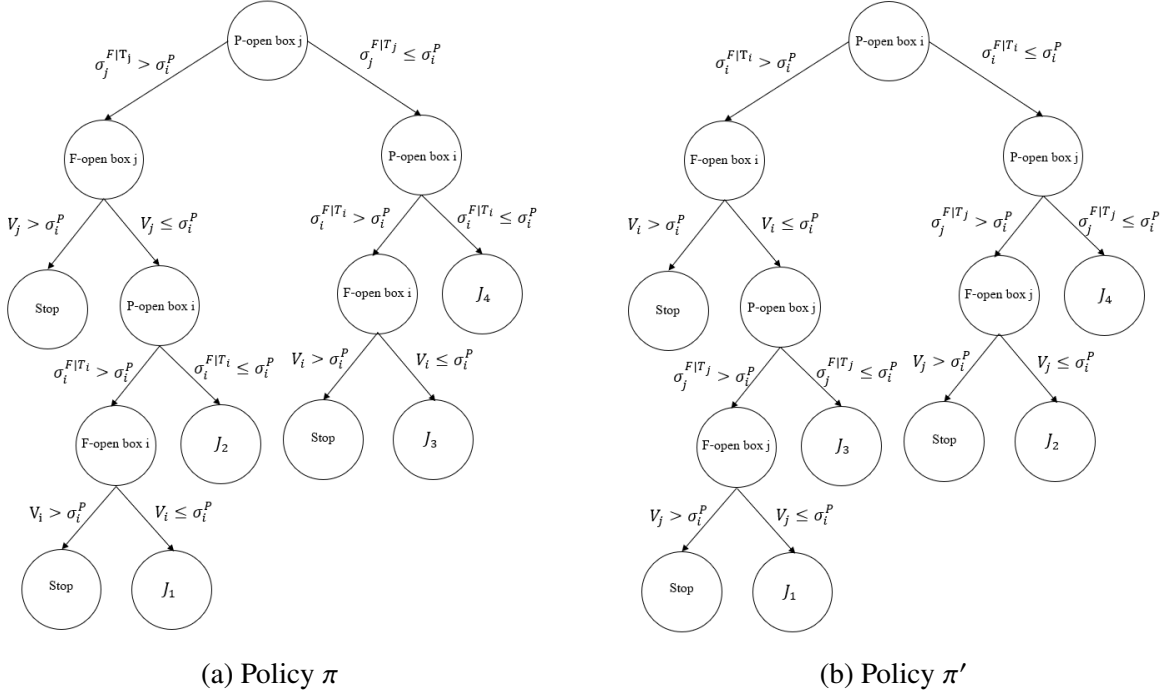 P-open box j
σ_j^{F|T_j} > σ_i^P
σ_j^{F|T_j} ≤ σ_i^P
F-open box j
P-open box i
V_j > σ_i^P
V_j ≤ σ_i^P
σ_i^{F|T_i} > σ_i^P
σ_i^{F|T_i} ≤ σ_i^P
Stop
P-open box i
F-open box i
J_4
σ_i^{F|T_i} > σ_i^P
σ_i^{F|T_i} ≤ σ_i^P
V_i > σ_i^P
V_i ≤ σ_i^P
F-open box i
J_2
Stop
J_3
V_i > σ_i^P
V_i ≤ σ_i^P
Stop
J_1
(a) Policy π
P-open box i
σ_i^{F|T_i} > σ_i^P
σ_i^{F|T_i} ≤ σ_i^P
F-open box i
P-open box j
V_i > σ_i^P
V_i ≤ σ_i^P
σ_j^{F|T_j} > σ_i^P
σ_j^{F|T_j} ≤ σ_i^P
Stop
P-open box j
F-open box j
J_4
σ_j^{F|T_j} > σ_i^P
σ_j^{F|T_j} ≤ σ_i^P
V_j > σ_i^P
V_j ≤ σ_i^P
F-open box j
J_3
Stop
J_2
V_j > σ_i^P
V_j ≤ σ_i^P
Stop
J_1
(b) Policy π′